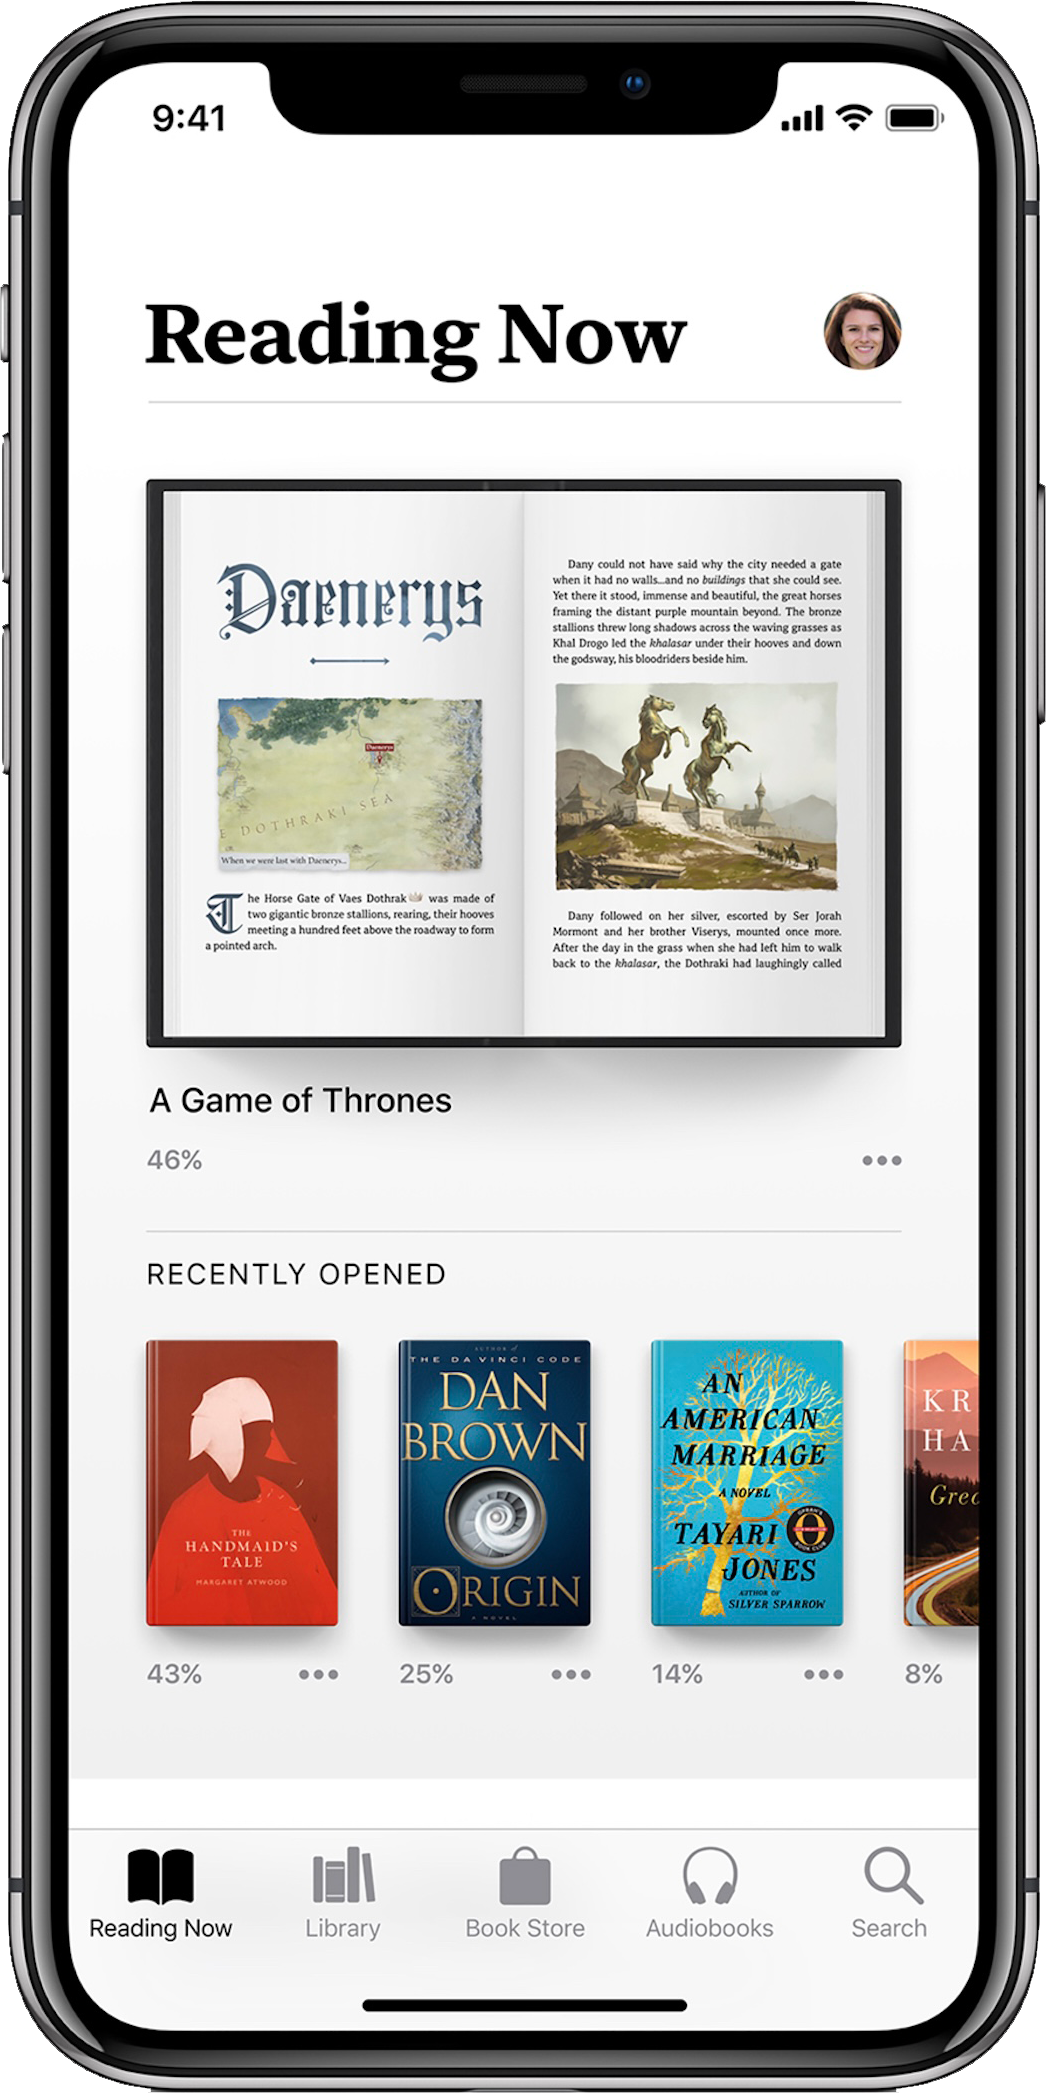 9:41
Reading Now
Daenerys
Daenerys
E DOTHRAKI SEA
When we were last with Daenerys...
The Horse Gate of Vaes Dothrak was made of
two gigantic bronze stallions, rearing, their hooves
meeting a hundred feet above the roadway to form
a pointed arch.
Dany could not have said why the city needed a gate
when it had no walls...and no buildings that she could see.
Yet there it stood, immense and beautiful, the great horses
framing the distant purple mountain beyond. The bronze
stallions threw long shadows across the waving grasses as
Khal Drogo led the khalasar under their hooves and down
the godsway, his bloodriders beside him.
Dany followed on her silver, escorted by Ser Jorah
Mormont and her brother Viserys, mounted once more.
After the day in the grass when she had left him to walk
back to the khalasar, the Dothraki had laughingly called
A Game of Thrones
46%
RECENTLY OPENED
THE
HANDMAID'S
TALE
MARGARET ATWOOD
43%
AUTHOR of
THE DA VINCI CODE
DAN
BROWN
ORIGIN
A NOVEL
25%
AN
AMERICAN
MARRIAGE
A NOVEL
TAYARI
JONES
OPRAH'S
BOOK CLUB
AUTHOR OF
SILVER SPARROW
14%
KR
HA
Grec
8%
Reading Now
Library
Book Store
Audiobooks
Search